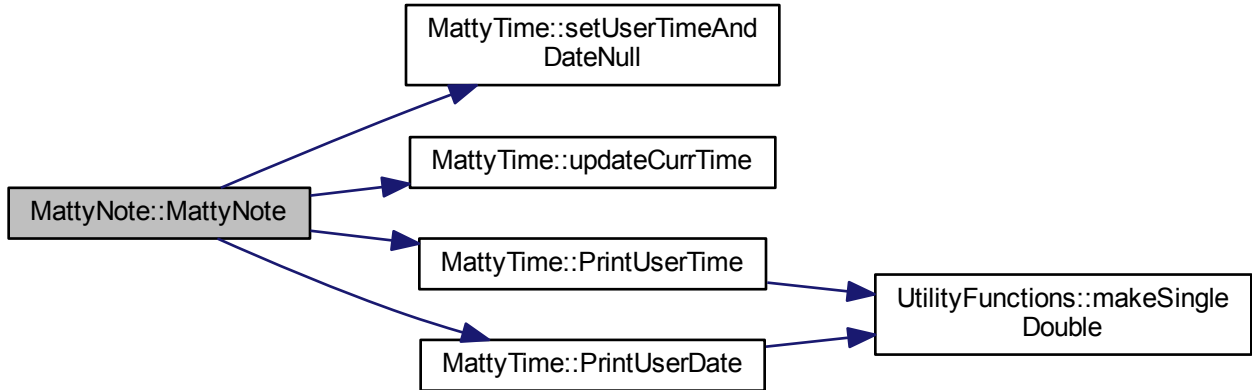 MattyTime::setUserTimeAnd
DateNull
MattyTime::updateCurrTime
MattyNote::MattyNote
MattyTime::PrintUserTime
UtilityFunctions::makeSingle
Double
MattyTime::PrintUserDate